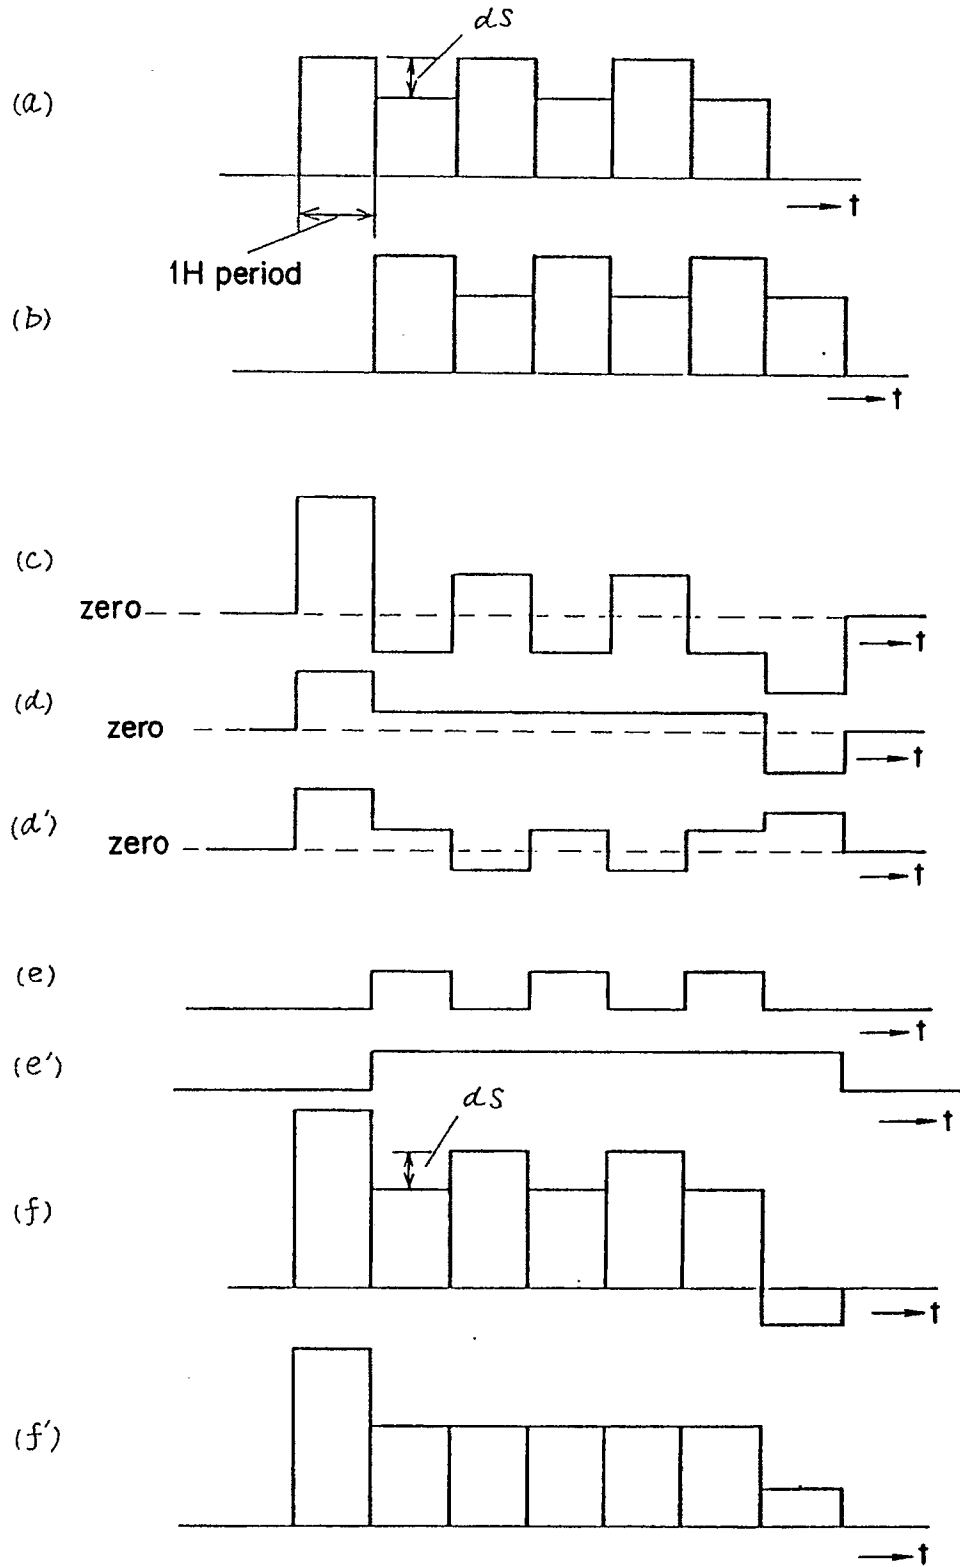 dS
(a)
t
1H period
(b)
t
(c)
zero
t
(d)
zero
t
(d')
zero
t
(e)
t
(e')
t
dS
(f)
t
(f')
t